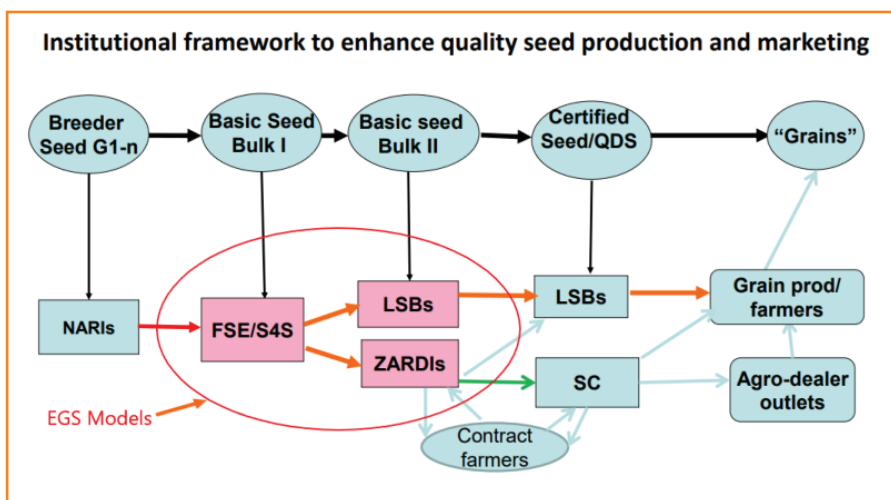 Institutional framework to enhance quality seed production and marketing
Breeder
Seed G1-n
Basic Seed
Bulk I
Basic seed
Bulk II
Certified
Seed/QDS
“Grains”
NARIs
FSE/S4S
LSBs
LSBs
Grain prod/
farmers
ZARDIs
SC
Agro-dealer
outlets
EGS Models
Contract
farmers